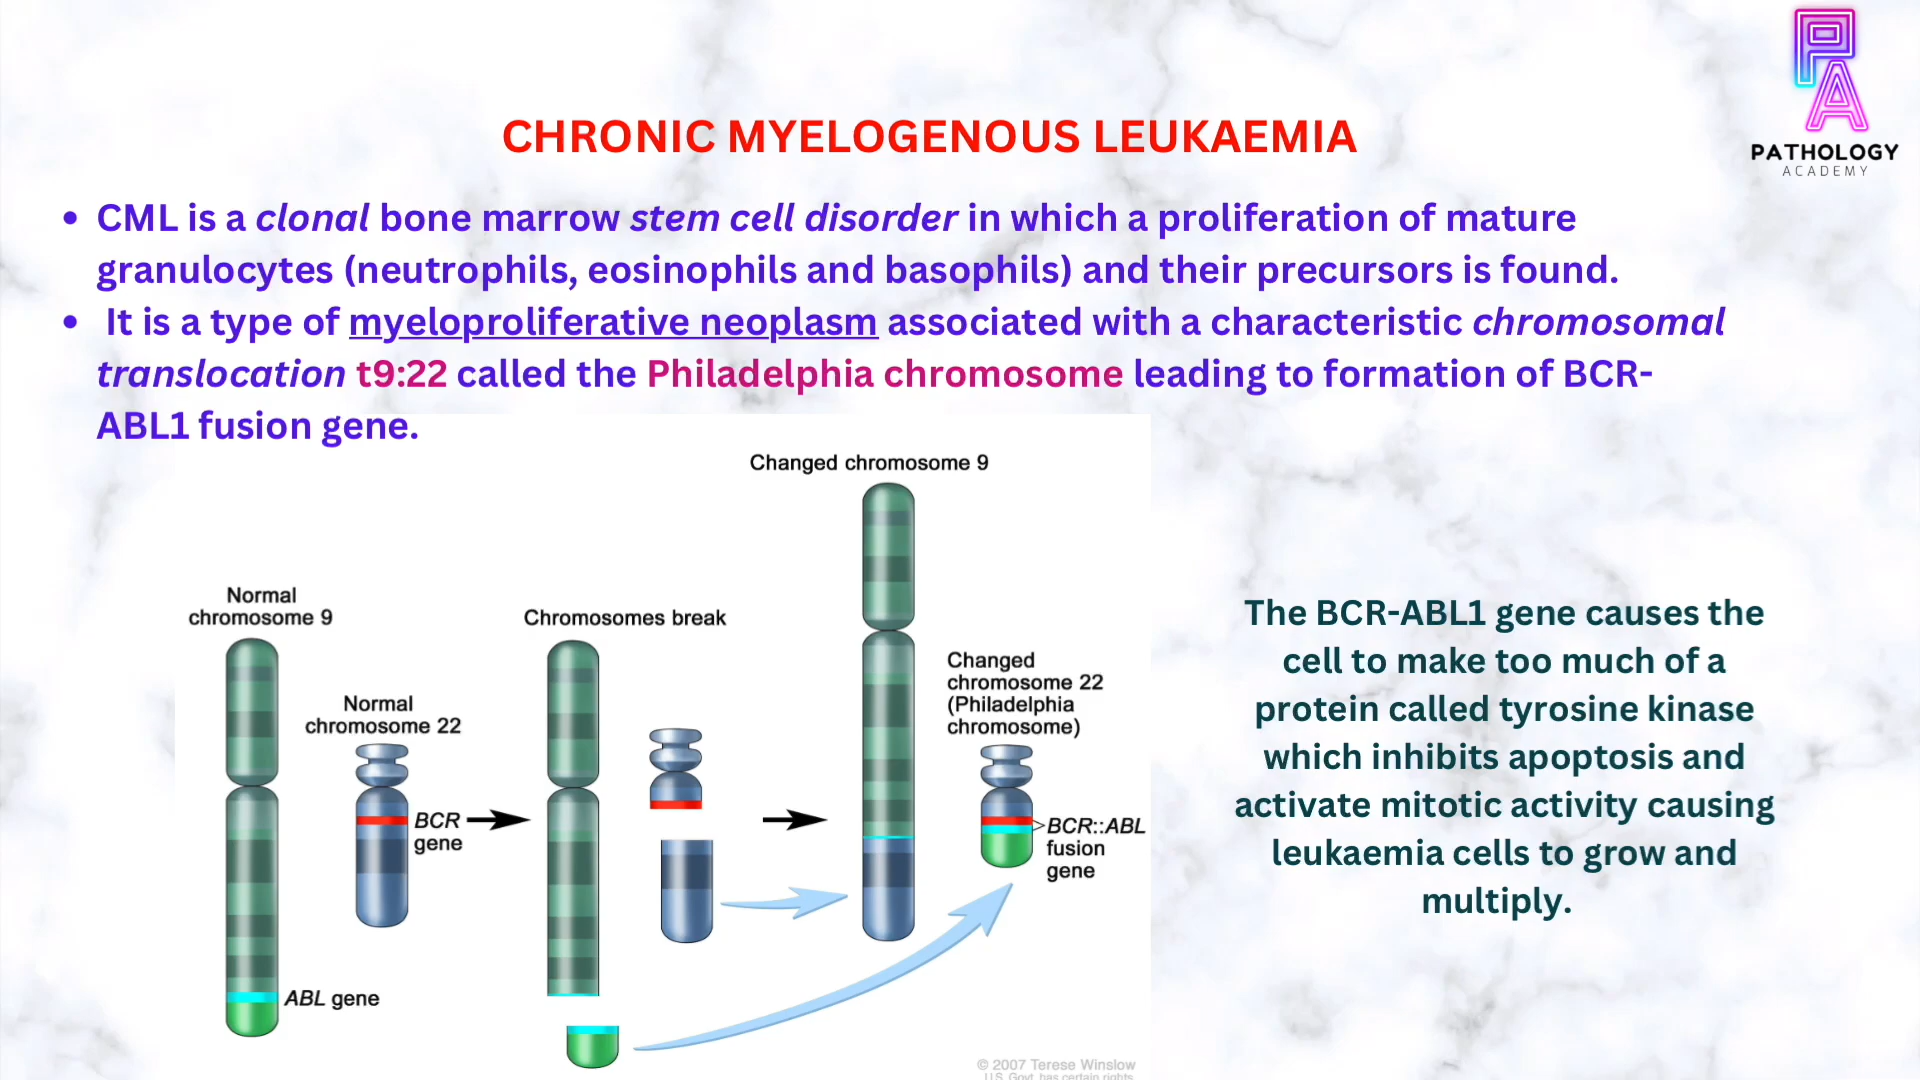 PATHOLOGY
ACADEMY
CHRONIC MYELOGENOUS LEUKAEMIA
• CML is a clonal bone marrow stem cell disorder in which a proliferation of mature
granulocytes (neutrophils, eosinophils and basophils) and their precursors is found.
• It is a type of myeloproliferative neoplasm associated with a characteristic chromosomal
translocation t9:22 called the Philadelphia chromosome leading to formation of BCR-
ABL1 fusion gene.
Changed chromosome 9
Normal
chromosome 9
Chromosomes break
Normal
chromosome 22
Changed
chromosome 22
(Philadelphia
chromosome)
BCR
gene
BCR::ABL
fusion
gene
ABL gene
The BCR-ABL1 gene causes the
cell to make too much of a
protein called tyrosine kinase
which inhibits apoptosis and
activate mitotic activity causing
leukaemia cells to grow and
multiply.
© 2007 Terese Winslow
U.S. Govt. has certain rights